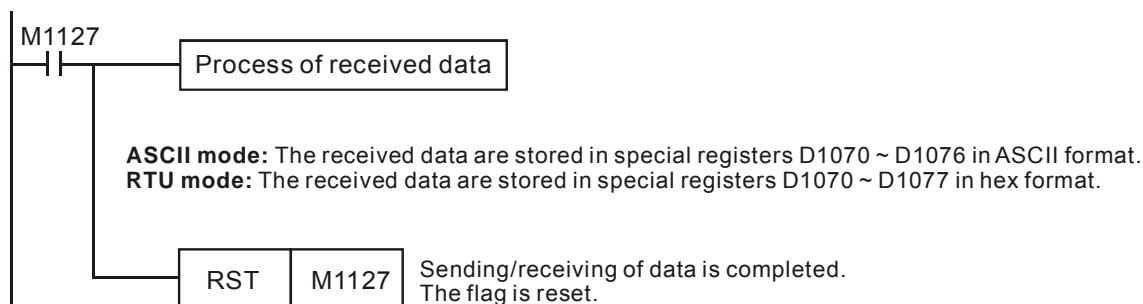 M1127
Process of received data
ASCII mode: The received data are stored in special registers D1070 ~ D1076 in ASCII format.
RTU mode: The received data are stored in special registers D1070 ~ D1077 in hex format.
RST M1127 Sending/receiving of data is completed.
The flag is reset.